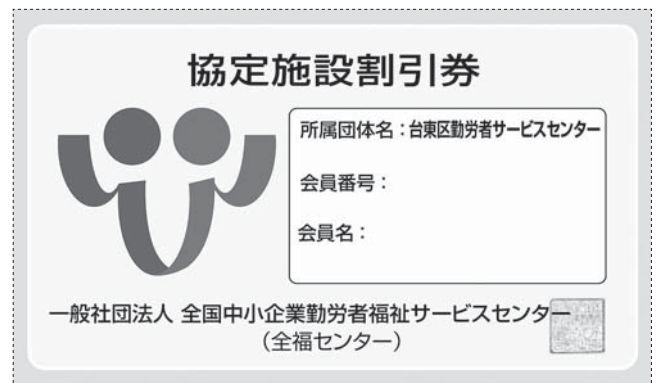 協定施設割引券
所属団体名：台東区勤労者サービスセンター
会員番号：
会員名：
一般社団法人 全国中小企業勤労者福祉サービスセンター
（全福センター）